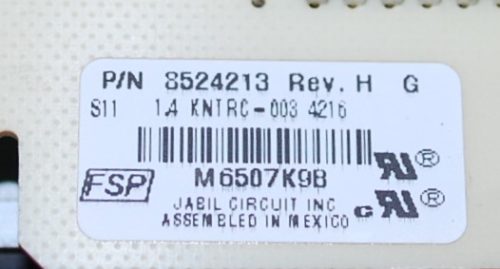 P/N 8524213 Rev. H G
S11 1.4 KNTRC-003 4216
FSP M6507K9B
JABIL CIRCUIT INC
ASSEMBLED IN MEXICO